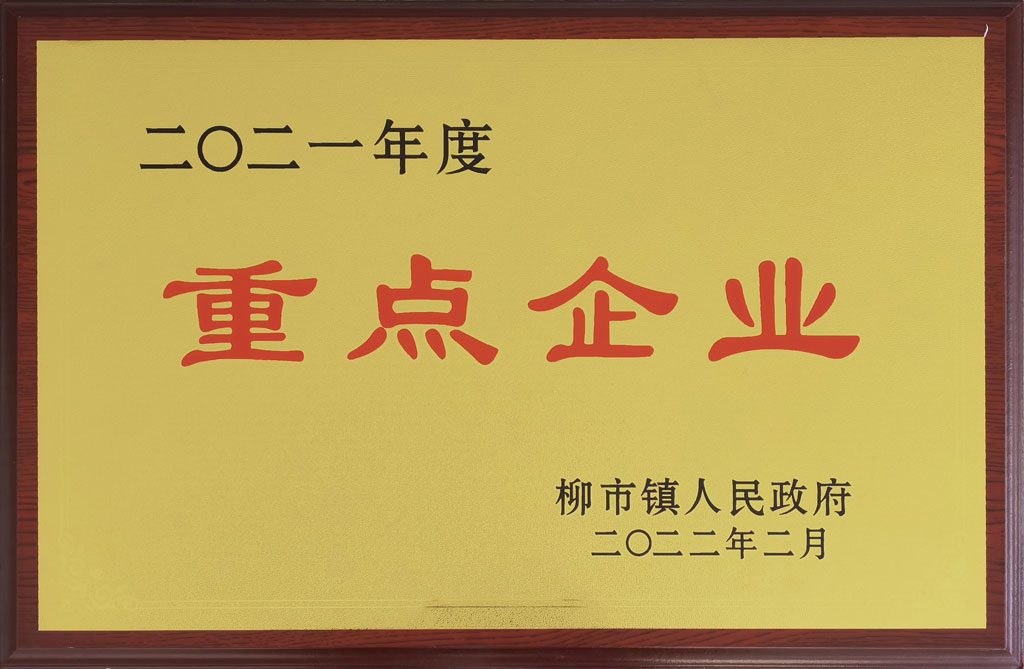 二〇二一年度
重点企业
柳市镇人民政府
二〇二二年二月